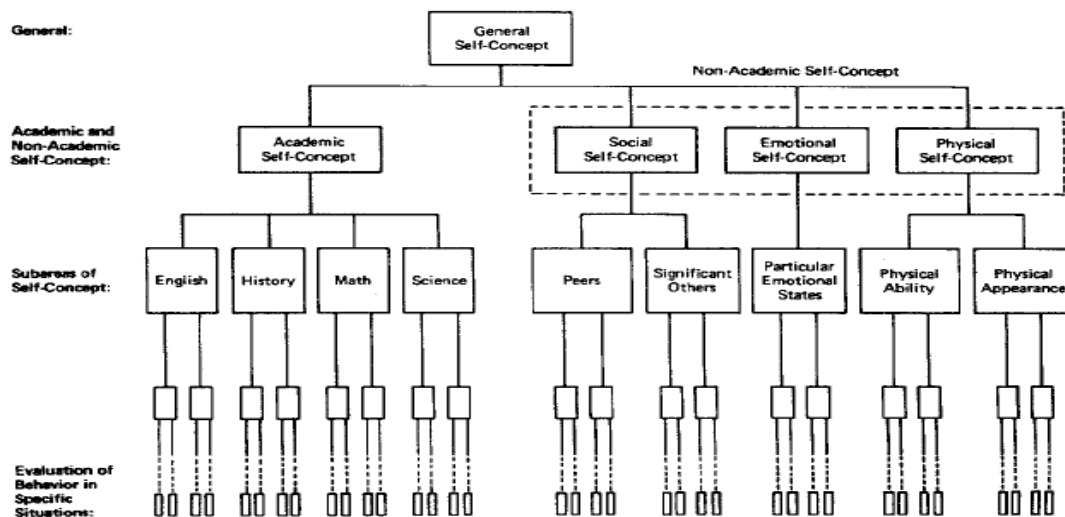 General:
General
Self-Concept
Non-Academic Self-Concept
Academic and
Non-Academic
Self-Concept:
Academic
Self-Concept
Social
Self-Concept
Emotional
Self-Concept
Physical
Self-Concept
Subareas of
Self-Concept:
English
History
Math
Science
Peers
Significant
Others
Particular
Emotional
States
Physical
Ability
Physical
Appearance
Evaluation of
Behavior in
Specific
Situations: